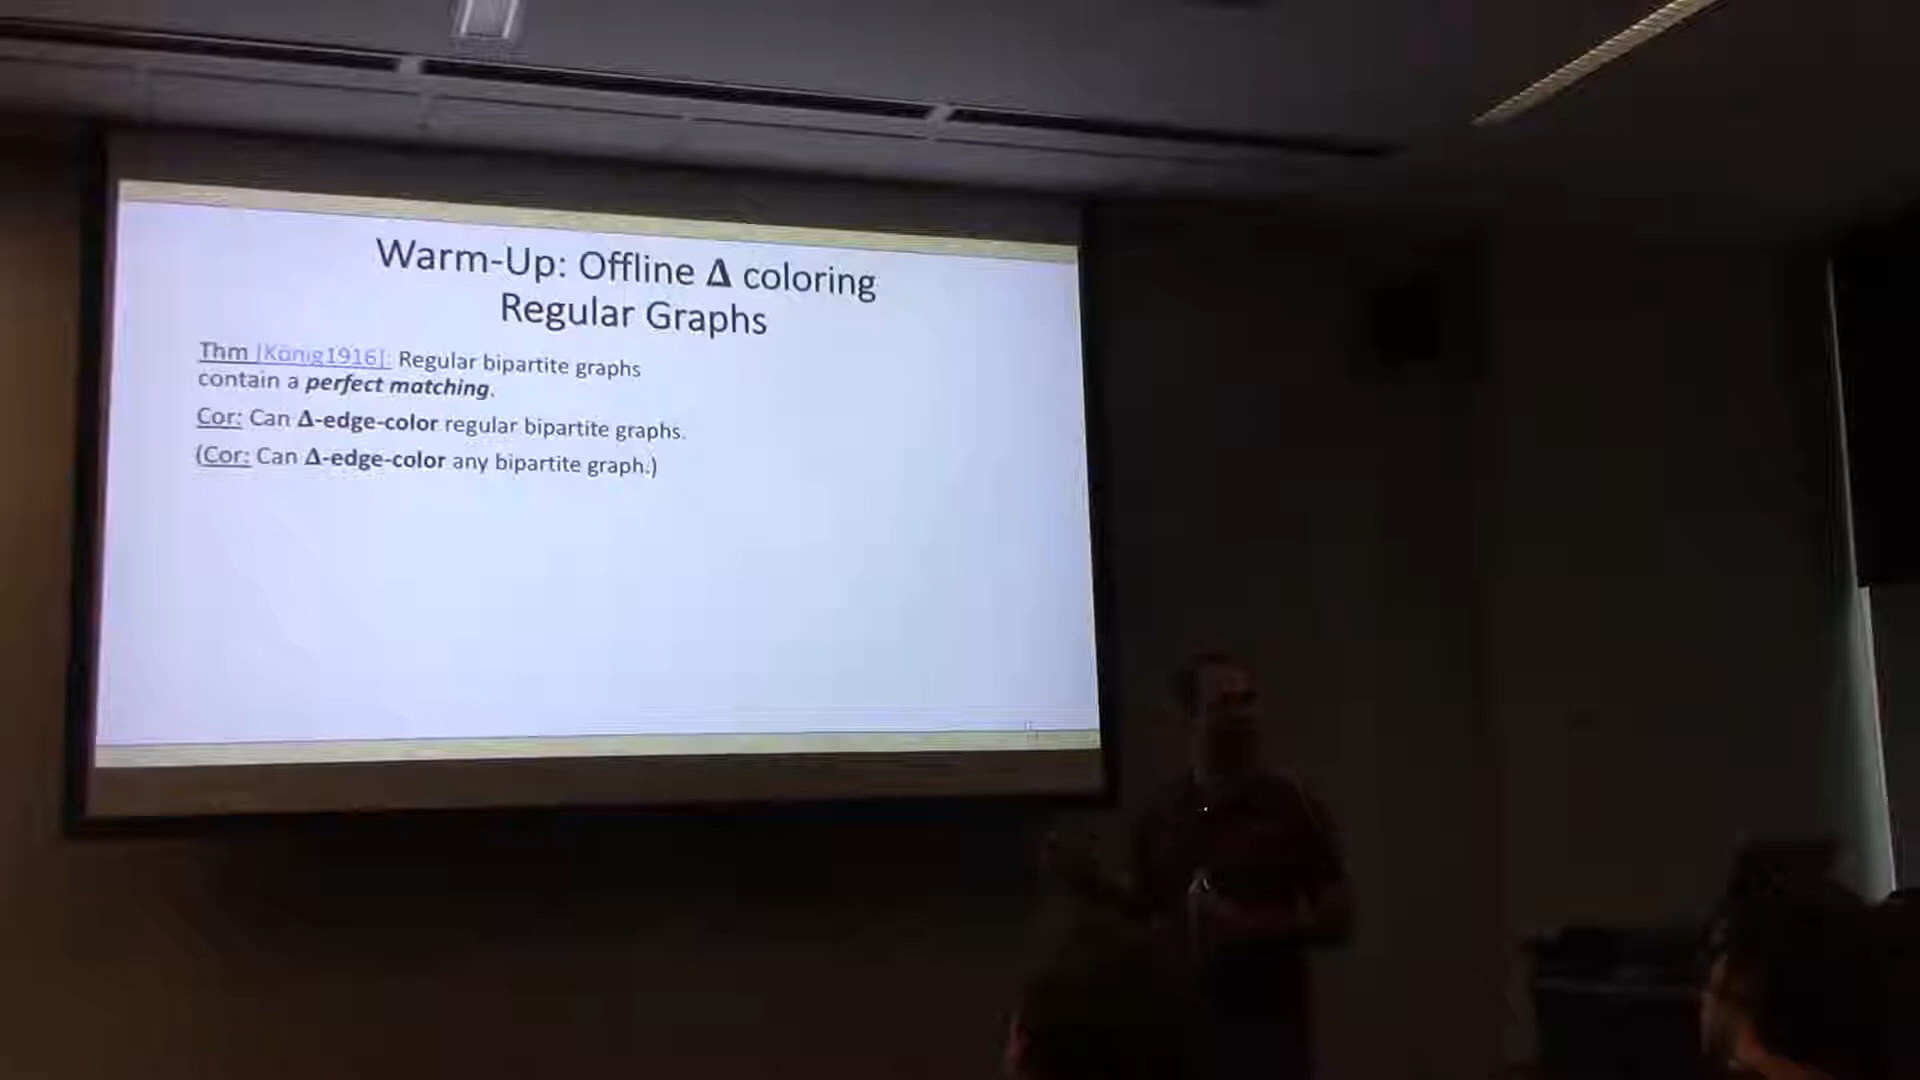 Warm-Up: Offline Δ coloring
Regular Graphs
Thm [König1916]: Regular bipartite graphs
contain a perfect matching.
Cor: Can Δ-edge-color regular bipartite graphs.
(Cor: Can Δ-edge-color any bipartite graph.)